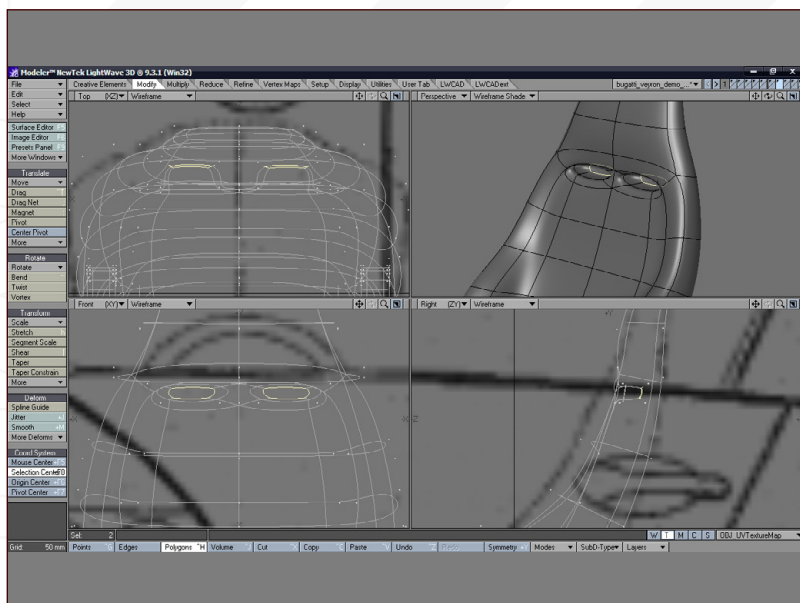 Modeler™ NewTek LightWave 3D ® 9.3.1 (Win32)
File Creative Elements Modify Multiply Reduce Refine Vertex Maps Setup Display Utilities User Tab LWCAD LWCADext bugatti_veyron_demo_... 1
Edit Top (XZ) Wireframe Perspective Wireframe Shade
Select
Help
Surface Editor F5
Image Editor F6
Presets Panel F8
More Windows
Translate
Move
Drag
Drag Net
Magnet
Pivot
Center Pivot
More
Rotate
Rotate
Bend
Twist
Vortex
Front (XY) Wireframe Right (ZY) Wireframe
Transform
Scale
Stretch h
Segment Scale
Shear
Taper
Taper Constrain
More
Deform
Spline Guide
Jitter +J
Smooth +M
More Deforms
Coord System
Mouse Center
Selection Center
Origin Center
Pivot Center
Sel: 2 W T M C S OBJ_UVTextureMap
Grid: 50 mm Points Edges Polygons ^H Volume Cut Copy Paste Undo Symmetry Modes SubD-Type Layers